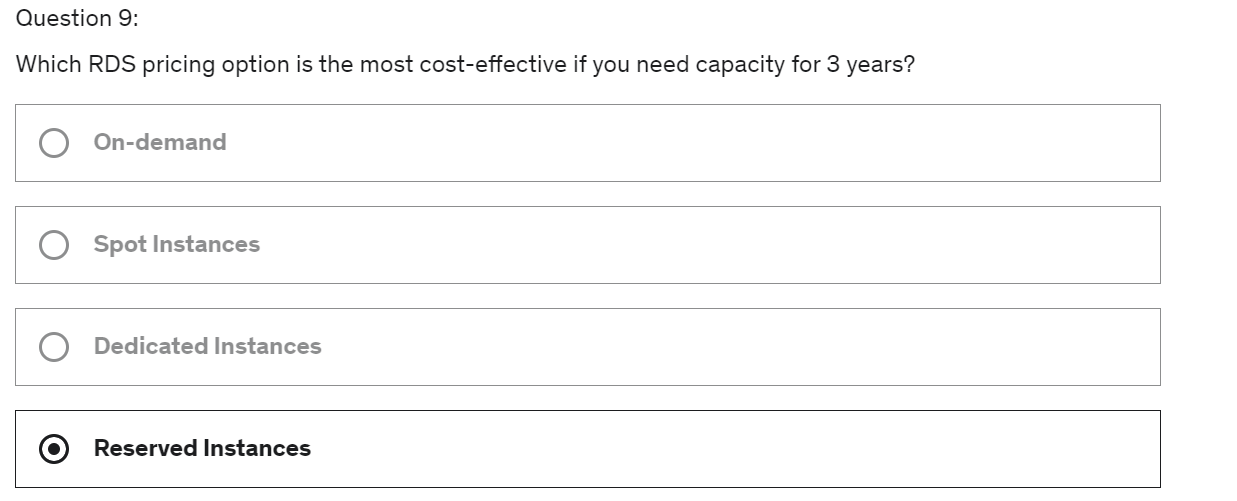 Question 9:
Which RDS pricing option is the most cost-effective if you need capacity for 3 years?
On-demand
Spot Instances
Dedicated Instances
Reserved Instances